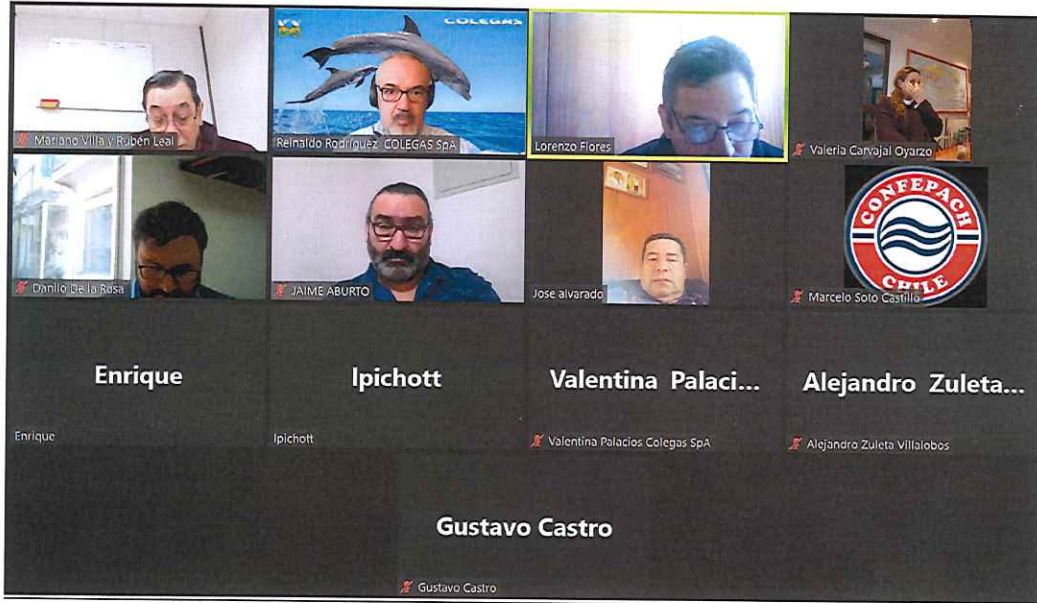 COLEGAS
Mariano Villa y Rubén Leal
Reinaldo Rodríguez COLEGAS SpA
Lorenzo Flores
Valeria Carvajal Oyarzo
Danilo De la Rosa
JAIME ABURTO
Jose alvarado
CONFEPACH
CHILE
Marcelo Soto Castillo
Enrique
lpichott
Valentina Palaci...
Alejandro Zuleta...
Enrique
lpichott
Valentina Palacios Colegas SpA
Alejandro Zuleta Villalobos
Gustavo Castro
Gustavo Castro